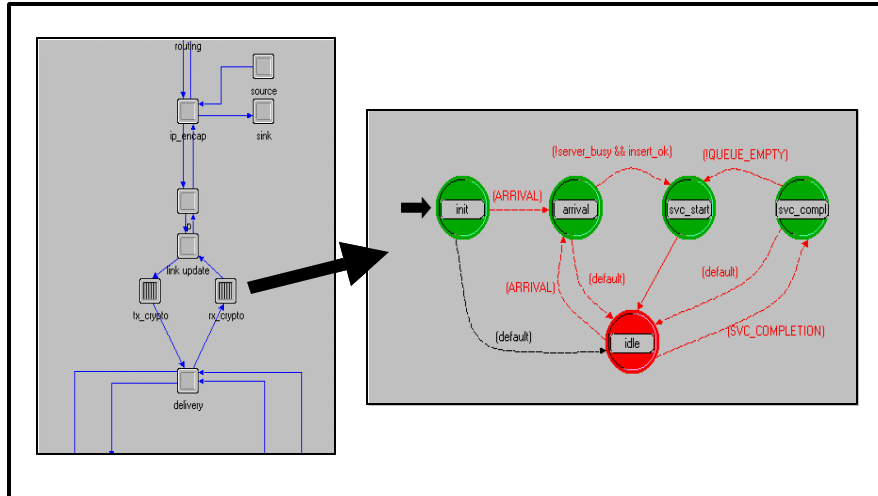 routing
source
ip_encap
sink
ip
link update
tx_crypto
rx_crypto
delivery
(!server_busy && insert_ok)
(!QUEUE_EMPTY)
(ARRIVAL)
init
arrival
svc_start
svc_compl
(default)
(default)
(ARRIVAL)
(default)
(SVC_COMPLETION)
idle